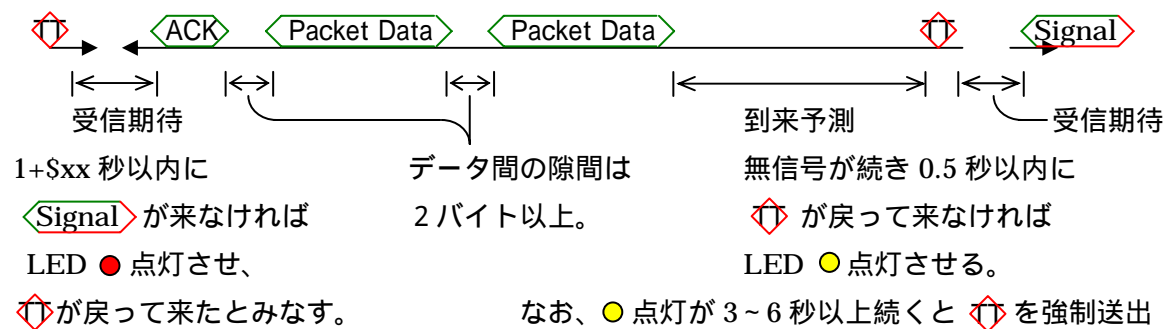 ACK Packet Data Packet Data Signal
受信期待 到来予測 受信期待
1+$xx 秒以内に データ間の隙間は 無信号が続き 0.5 秒以内に
Signal が来なければ 2 バイト以上。 が戻って来なければ
LED 点灯させ、 LED 点灯させる。
が戻って来たとみなす。 なお、 点灯が 3~6 秒以上続くと を強制送出